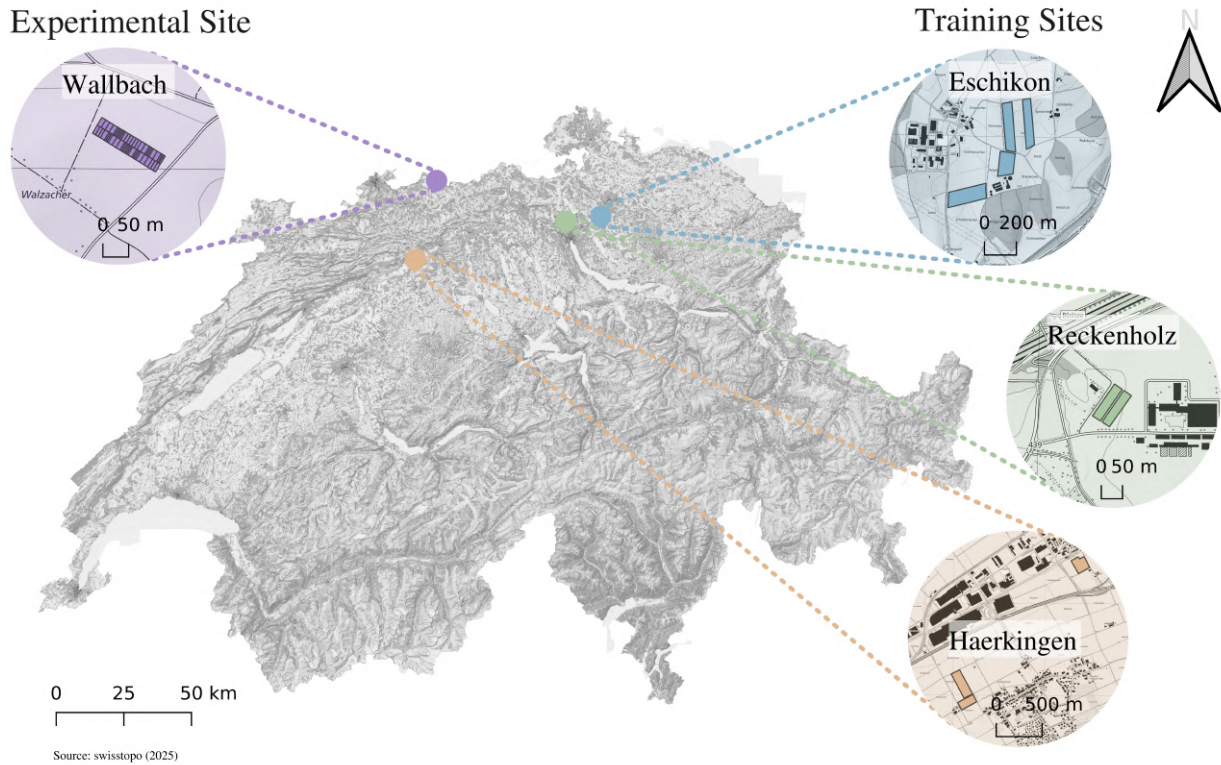 Experimental Site
Training Sites
N
Wallbach
Walzacher
0 50 m
Eschikon
0 200 m
Reckenholz
439
0 50 m
Haerkingen
0 500 m
0 25 50 km
Source: swisstopo (2025)